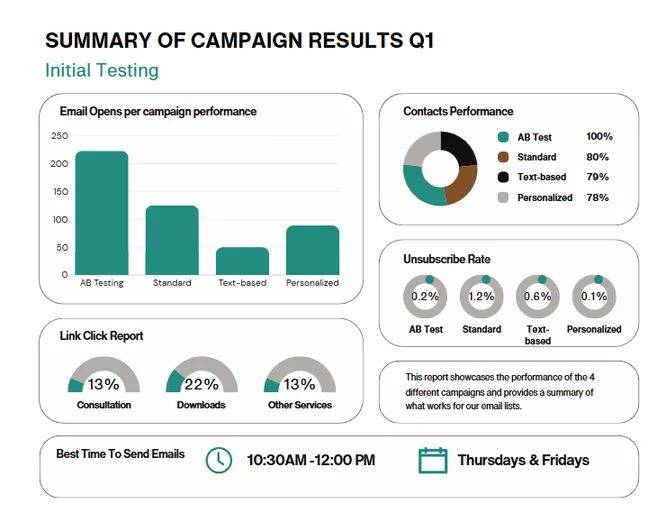 SUMMARY OF CAMPAIGN RESULTS Q1
Initial Testing
Email Opens per campaign performance
250
200
150
100
50
0
AB Testing Standard Text-based Personalized
Contacts Performance
AB Test 100%
Standard 80%
Text-based 79%
Personalized 78%
Unsubscribe Rate
0.2% 1.2% 0.6% 0.1%
AB Test Standard Text- Personalized
based
Link Click Report
13% 22% 13%
Consultation Downloads Other Services
This report showcases the performance of the 4
different campaigns and provides a summary of
what works for our email lists.
Best Time To Send Emails 10:30AM -12:00 PM Thursdays & Fridays